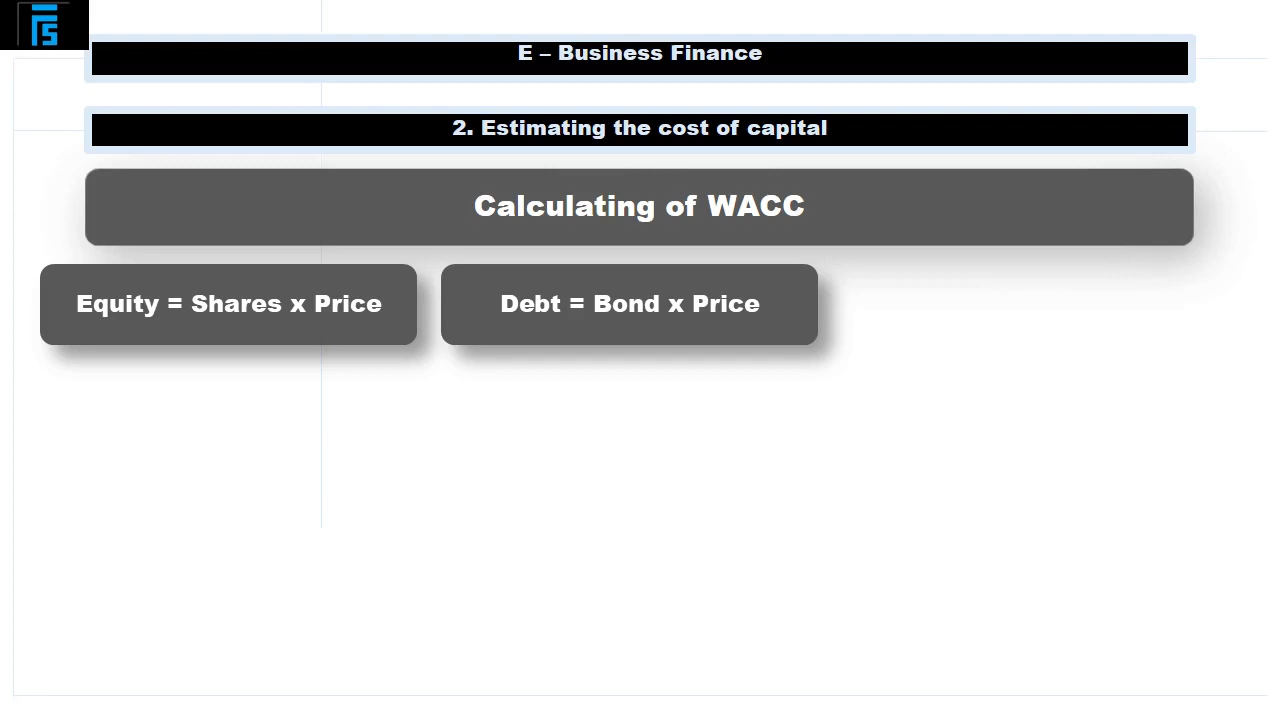 E – Business Finance
2. Estimating the cost of capital
Calculating of WACC
Equity = Shares x Price
Debt = Bond x Price